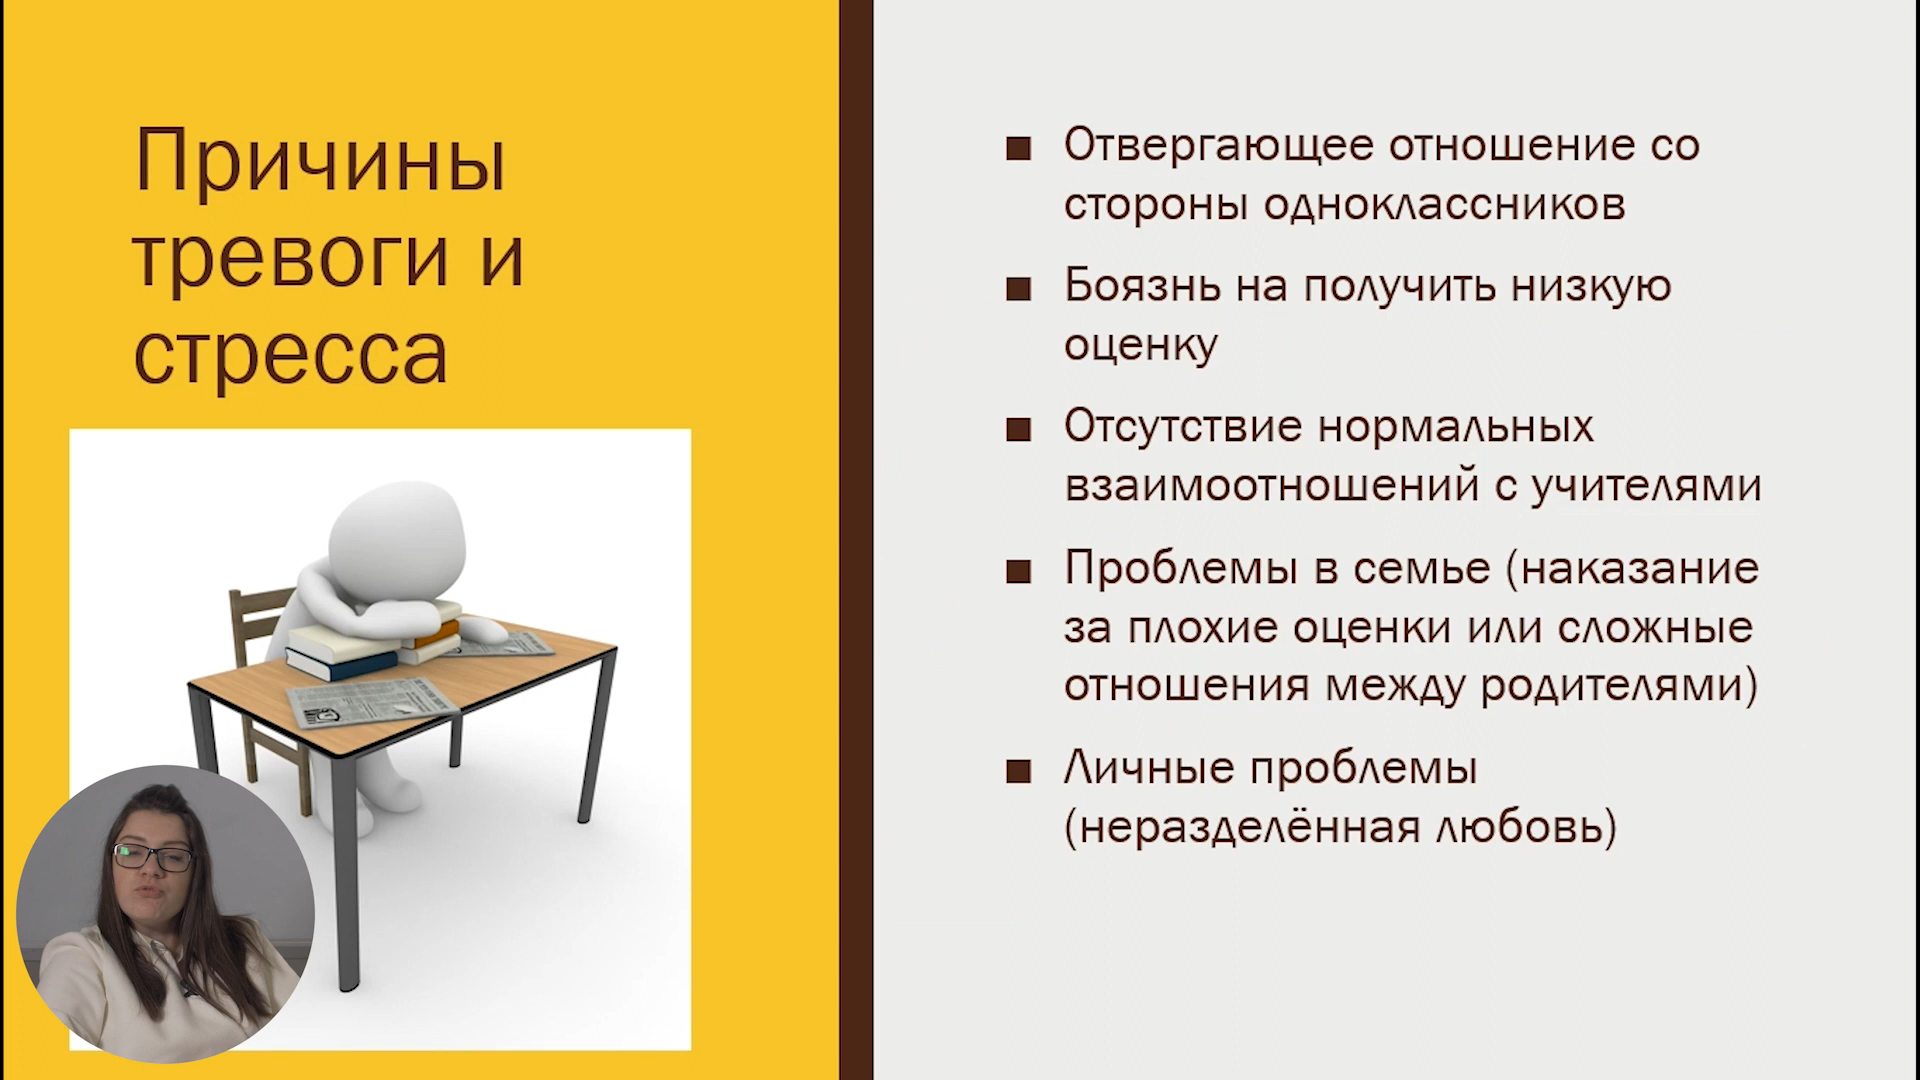 Причины
тревоги и
стресса
■ Отвергающее отношение со
стороны одноклассников
■ Боязнь на получить низкую
оценку
■ Отсутствие нормальных
взаимоотношений с учителями
■ Проблемы в семье (наказание
за плохие оценки или сложные
отношения между родителями)
■ Личные проблемы
(неразделённая любовь)